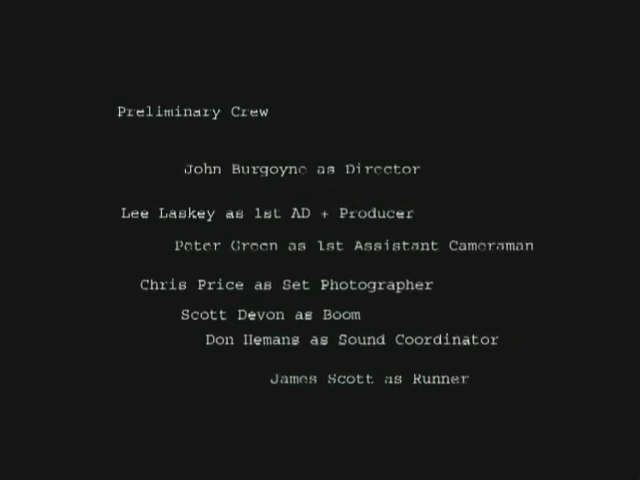 Preliminary Crew
John Burgoyne as Director
Lee Laskey as 1st AD + Producer
Peter Green as 1st Assistant Cameraman
Chris Price as Set Photographer
Scott Devon as Boom
Don Hemans as Sound Coordinator
James Scott as Runner